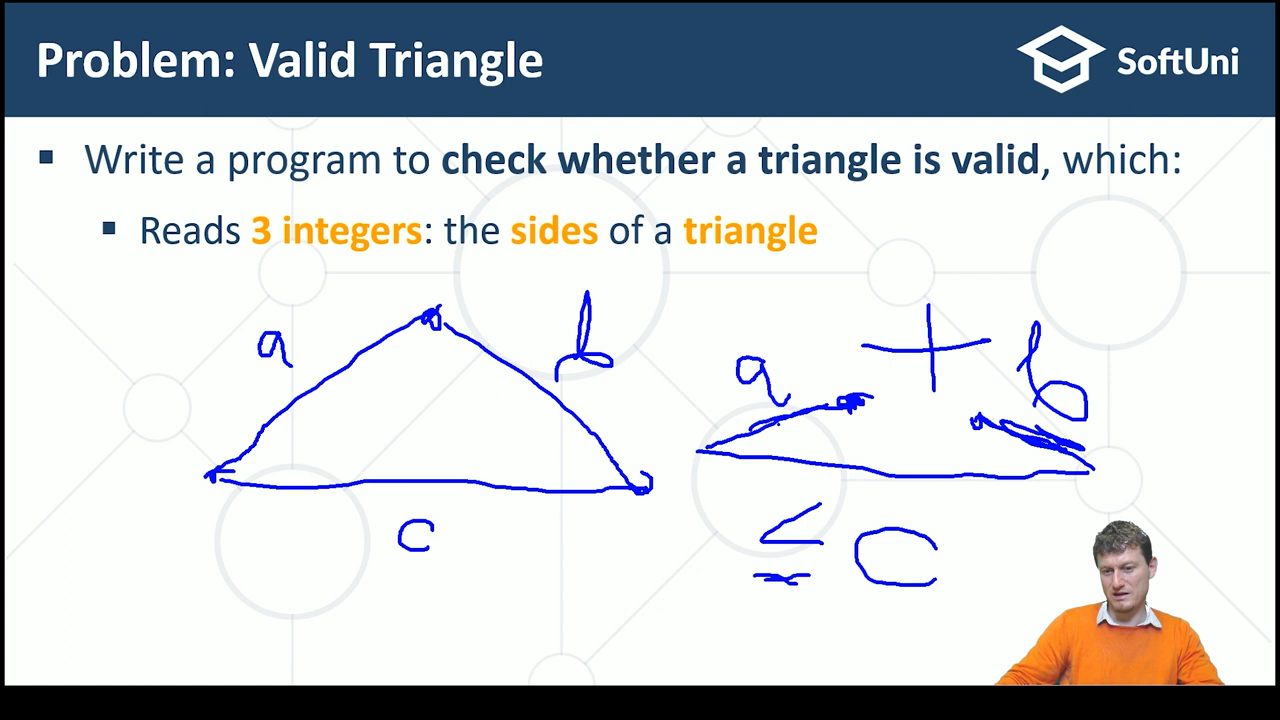 Problem: Valid Triangle
SoftUni
▪ Write a program to check whether a triangle is valid, which:
▪ Reads 3 integers: the sides of a triangle
a b
c
a + b
≤ c